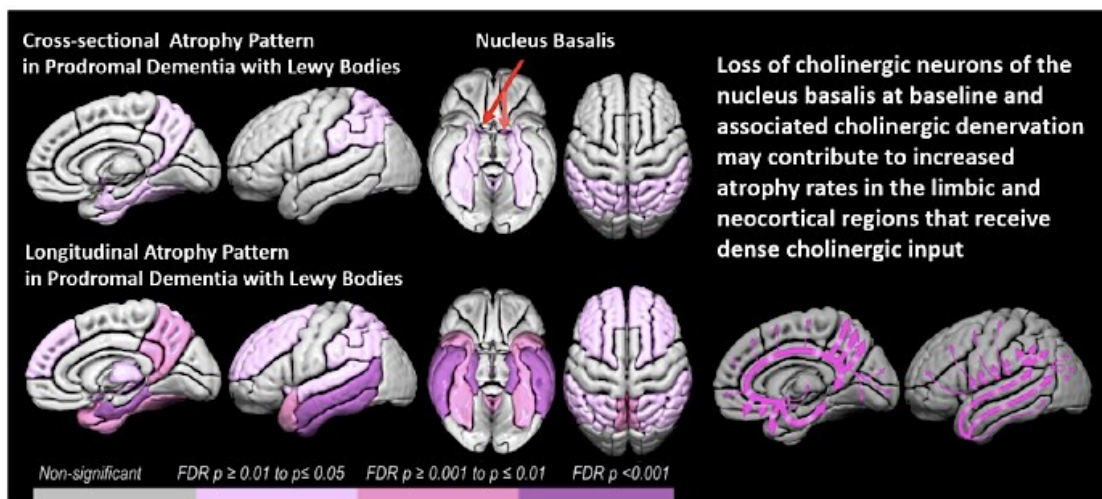 Cross-sectional Atrophy Pattern
in Prodromal Dementia with Lewy Bodies
Nucleus Basalis
Loss of cholinergic neurons of the
nucleus basalis at baseline and
associated cholinergic denervation
may contribute to increased
atrophy rates in the limbic and
neocortical regions that receive
dense cholinergic input
Longitudinal Atrophy Pattern
in Prodromal Dementia with Lewy Bodies
Non-significant
FDR p ≥ 0.01 to p≤ 0.05
FDR p ≥ 0.001 to p ≤ 0.01
FDR p <0.001